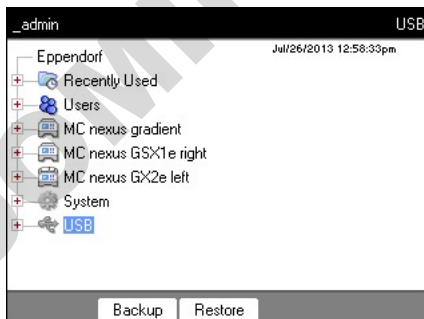 _admin USB
Jul/26/2013 12:58:33pm
Eppendorf
Recently Used
Users
MC nexus gradient
MC nexus GSX1e right
MC nexus GX2e left
System
USB
Backup Restore